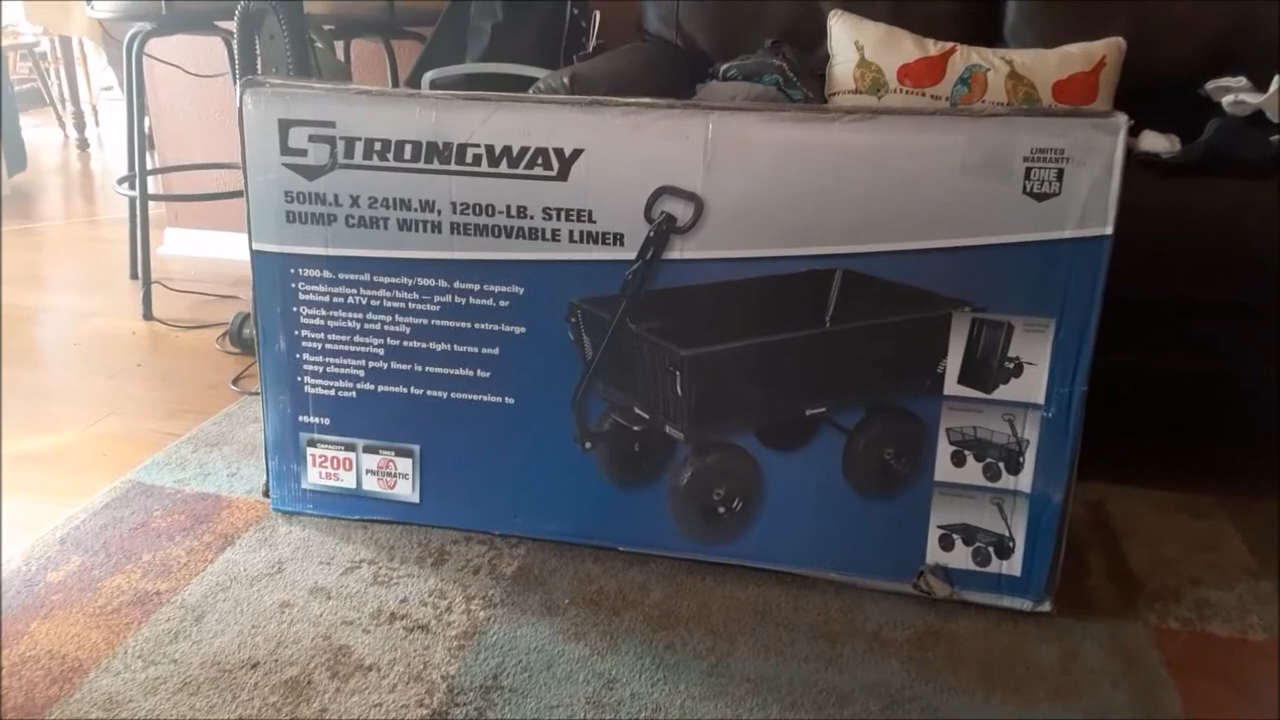 STRONGWAY
50IN.L X 24IN.W, 1200-LB. STEEL
DUMP CART WITH REMOVABLE LINER
LIMITED
WARRANTY
ONE
YEAR
• 1200-lb. overall capacity/500-lb. dump capacity
• Combination handle/hitch — pull by hand, or
behind an ATV or lawn tractor
• Quick-release dump feature removes extra-large
loads quickly and easily
• Pivot steer design for extra-tight turns and
easy maneuvering
• Rust-resistant poly liner is removable for
easy cleaning
• Removable side panels for easy conversion to
flatbed cart
#64410
CAPACITY
1200
LBS.
TIRES
PNEUMATIC